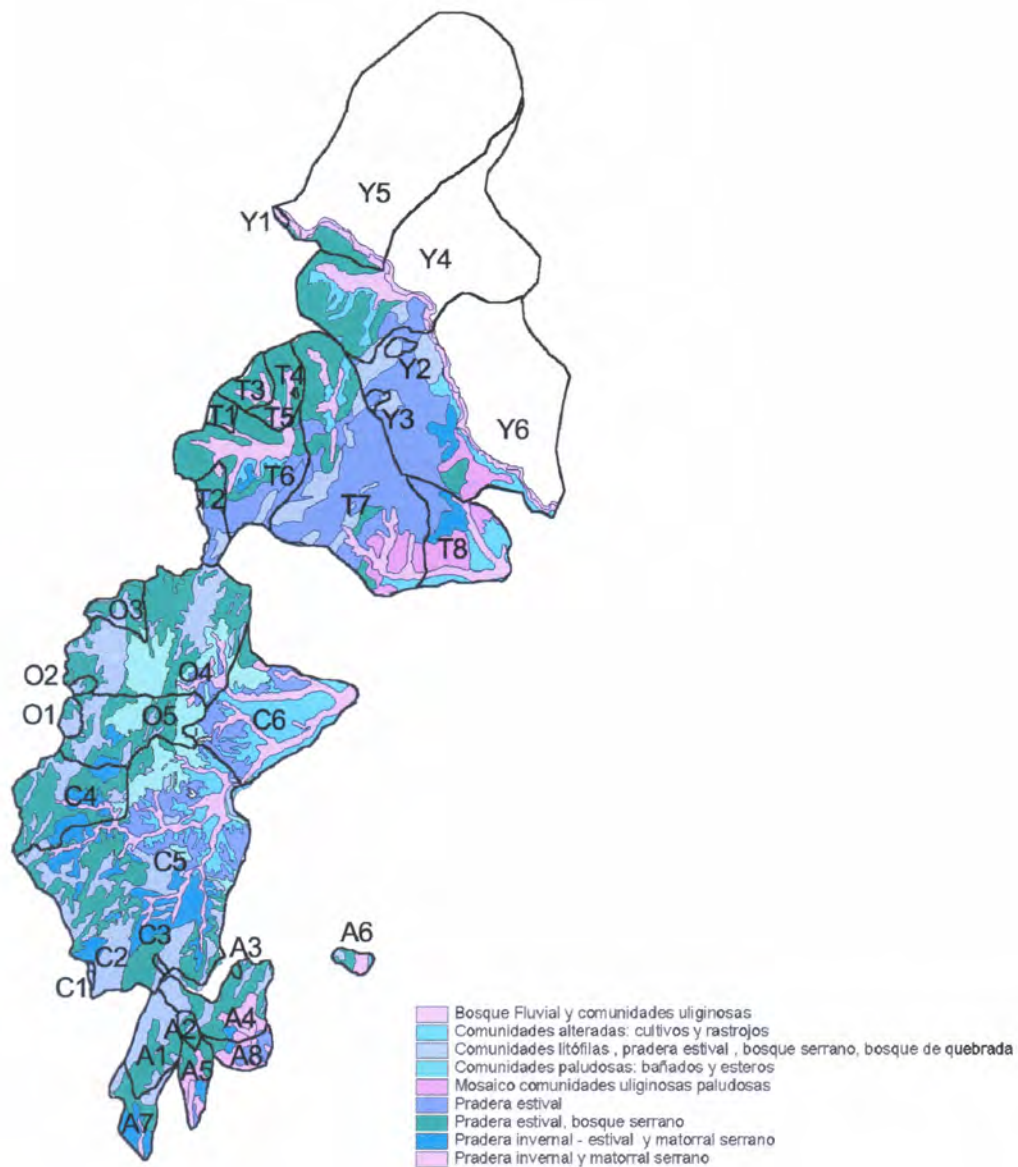 Y5
Y1
Y4
Y2
T4
T3
Y3
T1
T5
Y6
T6
T2
T7
T8
O3
O2
O4
O1
O5
C6
C4
C5
C3
A3
A6
C2
C1
A4
A2
A1
A8
A5
A7
Bosque Fluvial y comunidades uliginosas
Comunidades alteradas: cultivos y rastrojos
Comunidades litófilas , pradera estival , bosque serrano, bosque de quebrada
Comunidades paludosas: bañados y esteros
Mosaico comunidades uliginosas paludosas
Pradera estival
Pradera estival, bosque serrano
Pradera invernal - estival y matorral serrano
Pradera invernal y matorral serrano